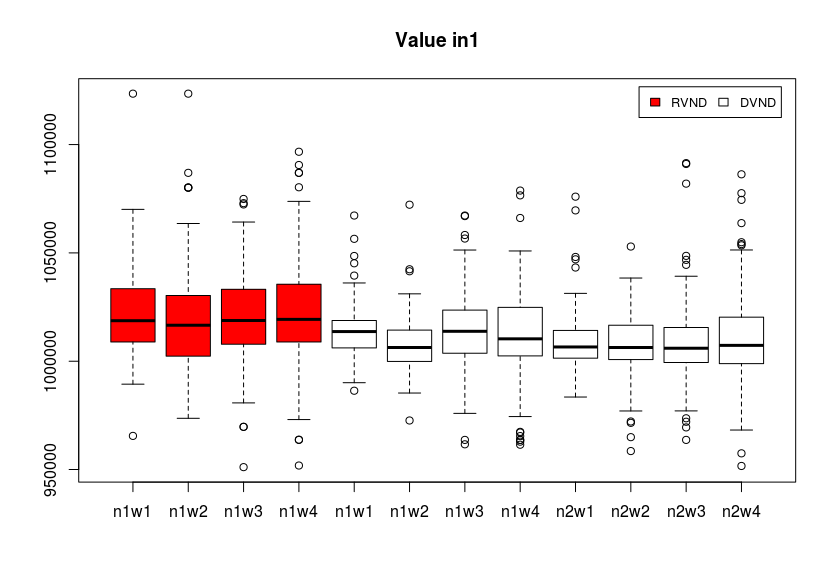 Value in1
RVND DVND
1100000
1050000
1000000
950000
n1w1 n1w2 n1w3 n1w4 n1w1 n1w2 n1w3 n1w4 n2w1 n2w2 n2w3 n2w4